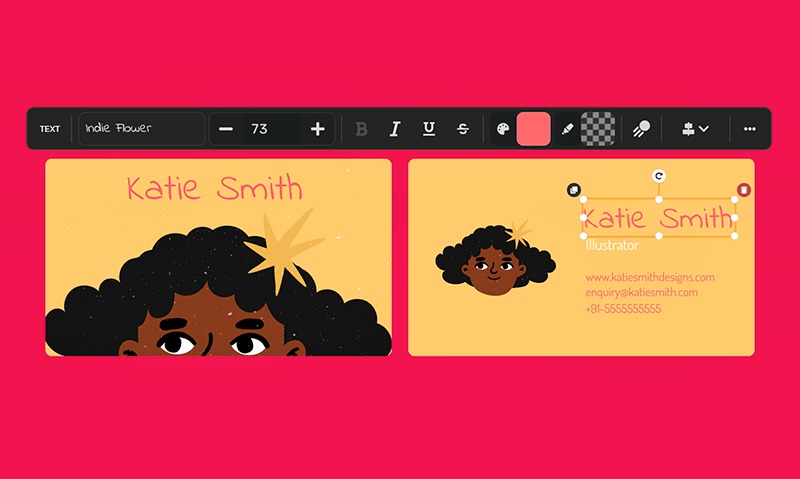 TEXT
Indie Flower
73
B I U S
Katie Smith
Katie Smith
Illustrator
www.katiesmithdesigns.com
enquiry@katiesmith.com
+91-5555555555